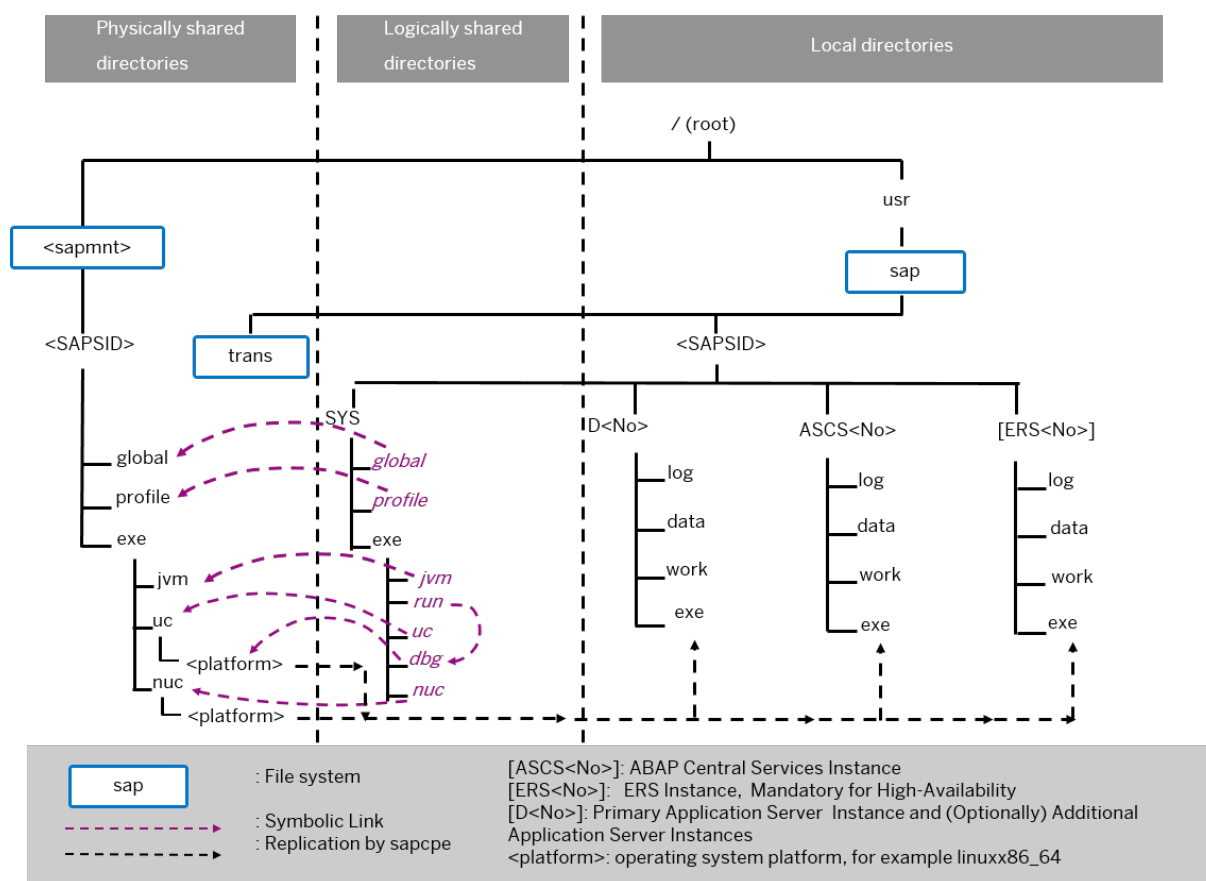 Physically shared
directories
Logically shared
directories
Local directories
/ (root)
usr
<sapmnt>
sap
<SAPSID>
trans
<SAPSID>
SYS
D<No>
ASCS<No>
[ERS<No>]
global
profile
exe
jvm
uc
<platform>
nuc
<platform>
global
profile
exe
jvm
run
uc
dbg
nuc
log
data
work
exe
log
data
work
exe
log
data
work
exe
sap
: File system
: Symbolic Link
: Replication by sapcpe
[ASCS<No>]: ABAP Central Services Instance
[ERS<No>]: ERS Instance, Mandatory for High-Availability
[D<No>]: Primary Application Server Instance and (Optionally) Additional
Application Server Instances
<platform>: operating system platform, for example linuxx86_64